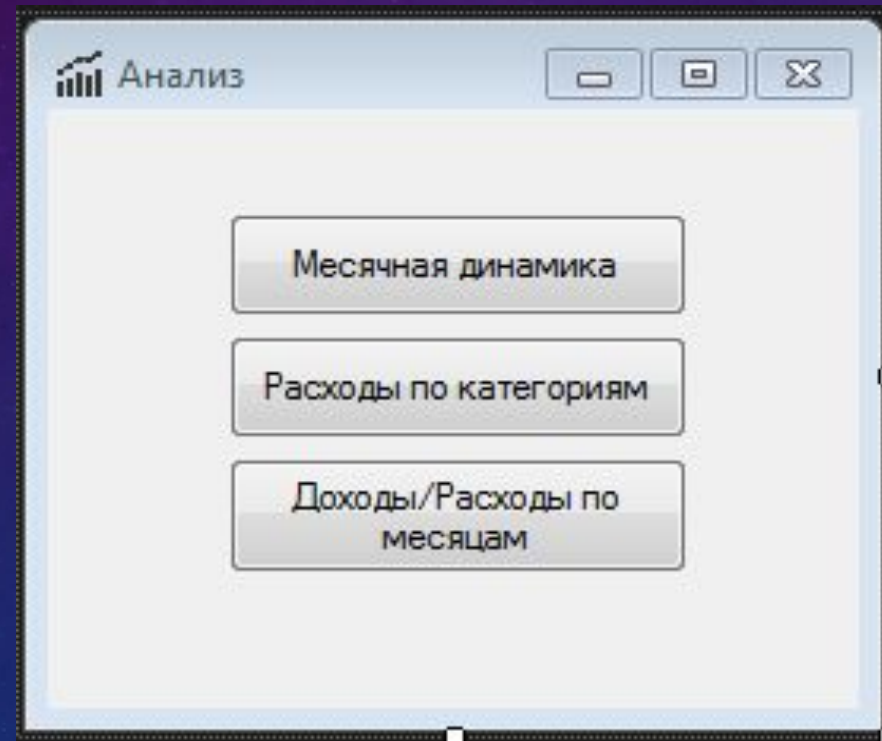 Анализ
Месячная динамика
Расходы по категориям
Доходы/Расходы по
месяцам